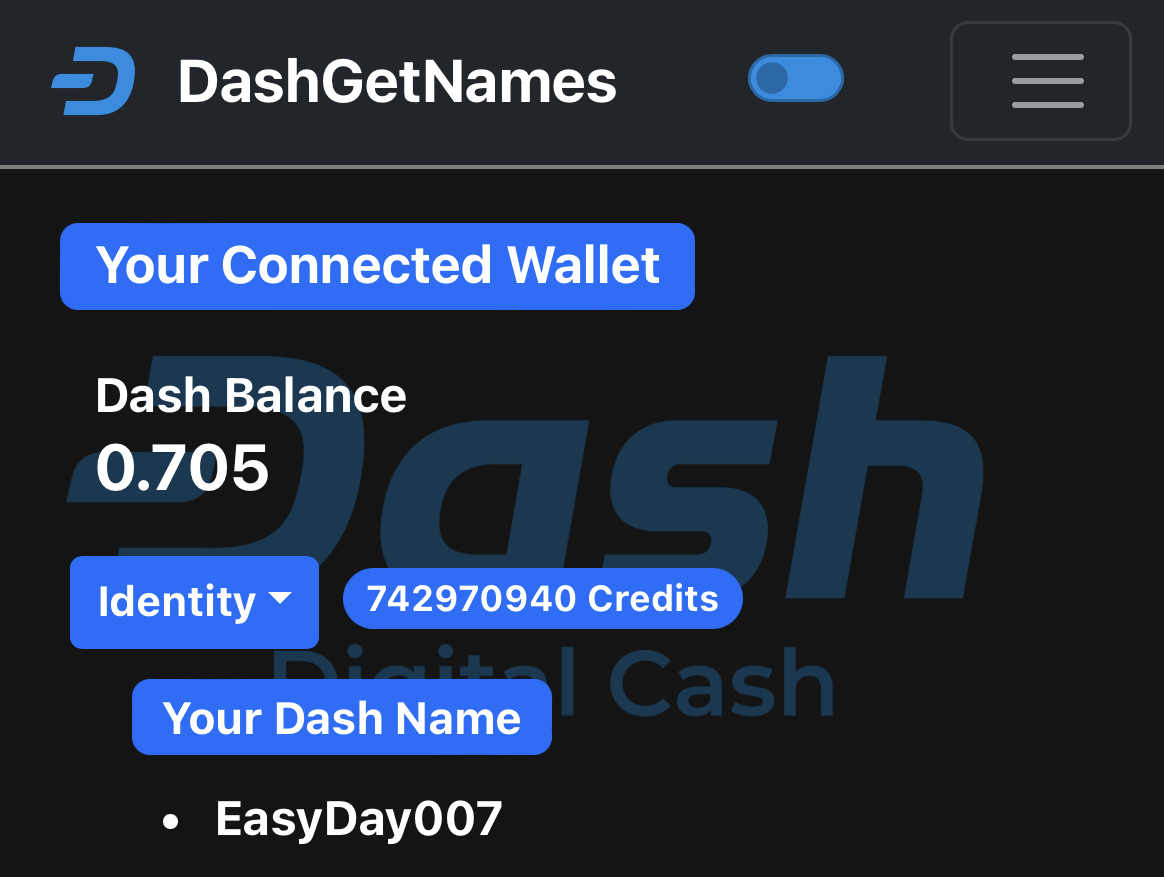 DashGetNames
Your Connected Wallet
Dash Balance
0.705
Dash
Identity
742970940 Credits
Digital Cash
Your Dash Name
EasyDay007